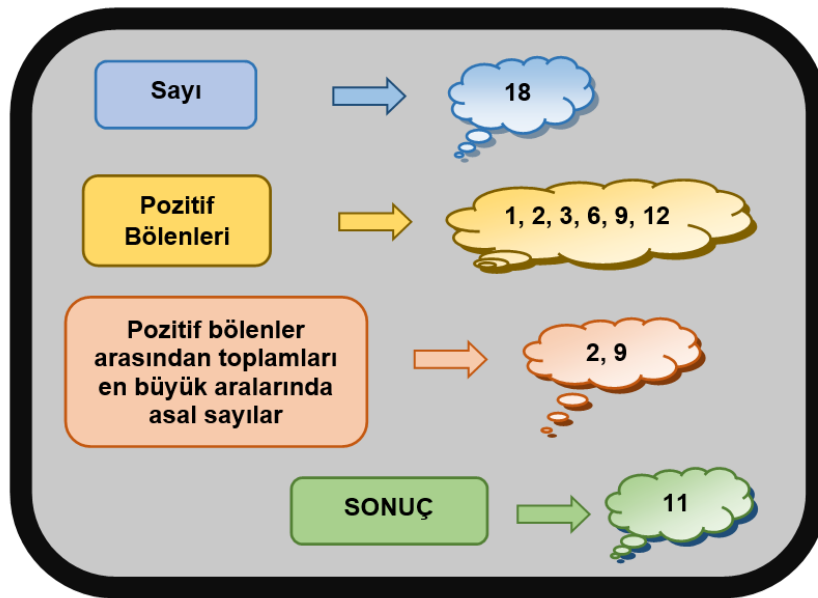 Sayı
18
Pozitif
Bölenleri
1, 2, 3, 6, 9, 12
Pozitif bölenler
arasından toplamları
en büyük aralarında
asal sayılar
2, 9
SONUÇ
11